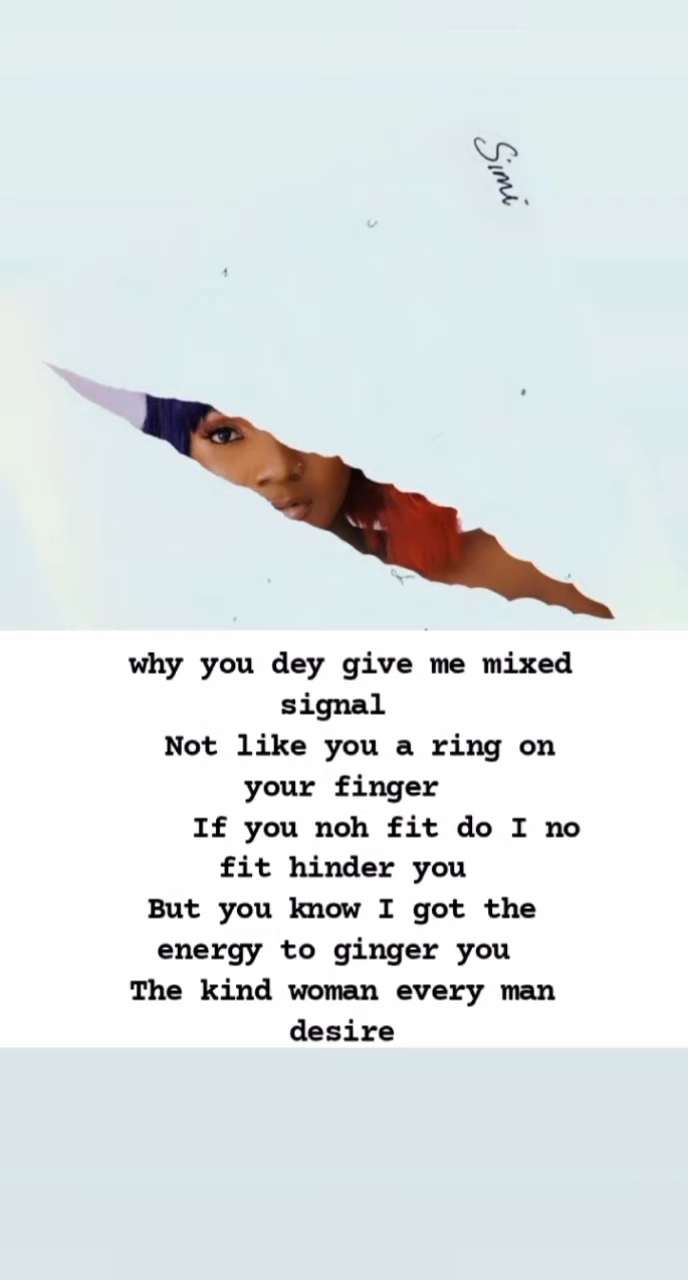 Simi
why you dey give me mixed
signal
Not like you a ring on
your finger
If you noh fit do I no
fit hinder you
But you know I got the
energy to ginger you
The kind woman every man
desire